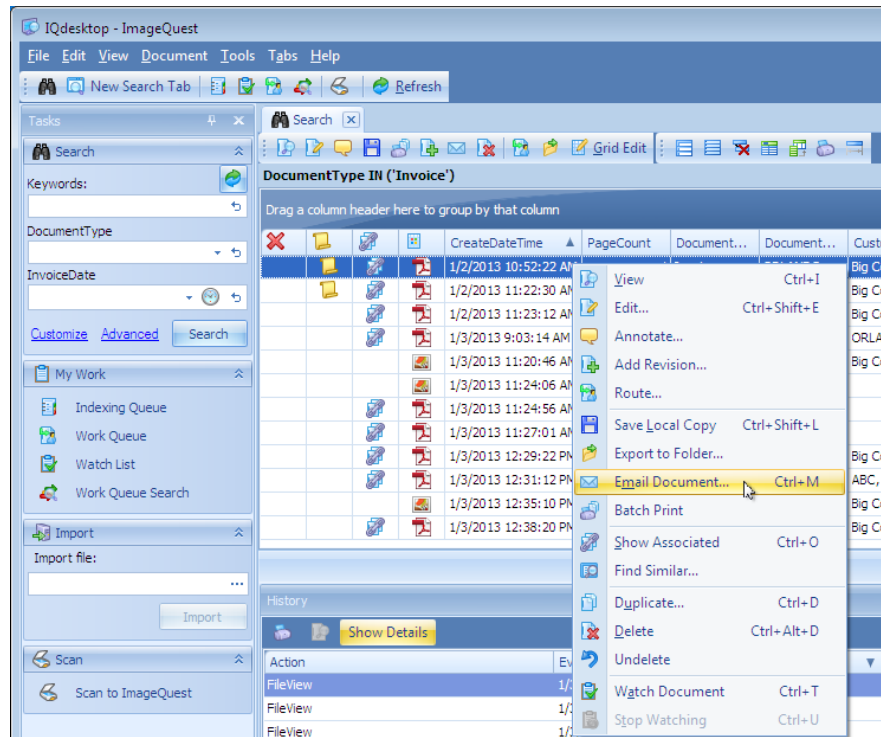 IQdesktop - ImageQuest
File Edit View Document Tools Tabs Help
New Search Tab Refresh
Tasks
Search
Keywords:
DocumentType
InvoiceDate
Customize Advanced Search
My Work
Indexing Queue
Work Queue
Watch List
Work Queue Search
Import
Import file:
Import
Scan
Scan to ImageQuest
Search
Grid Edit
DocumentType IN ('Invoice')
Drag a column header here to group by that column
CreateDateTime PageCount Document... Document... Cust
1/2/2013 10:52:22 AM Big C
1/2/2013 11:22:30 AM Big C
1/2/2013 11:23:12 AM Big C
1/3/2013 9:03:14 AM ORLA
1/3/2013 11:20:46 AM Big C
1/3/2013 11:24:06 AM
1/3/2013 11:24:56 AM
1/3/2013 11:27:01 AM
1/3/2013 12:29:22 PM Big C
1/3/2013 12:31:12 PM ABC,
1/3/2013 12:35:10 PM Big C
1/3/2013 12:38:20 PM Big C
View Ctrl+I
Edit... Ctrl+Shift+E
Annotate...
Add Revision...
Route...
Save Local Copy Ctrl+Shift+L
Export to Folder...
Email Document... Ctrl+M
Batch Print
Show Associated Ctrl+O
Find Similar...
Duplicate... Ctrl+D
Delete Ctrl+Alt+D
Undelete
Watch Document Ctrl+T
Stop Watching Ctrl+U
History
Show Details
Action Ev
FileView 1/
FileView 1/
FileView 1/